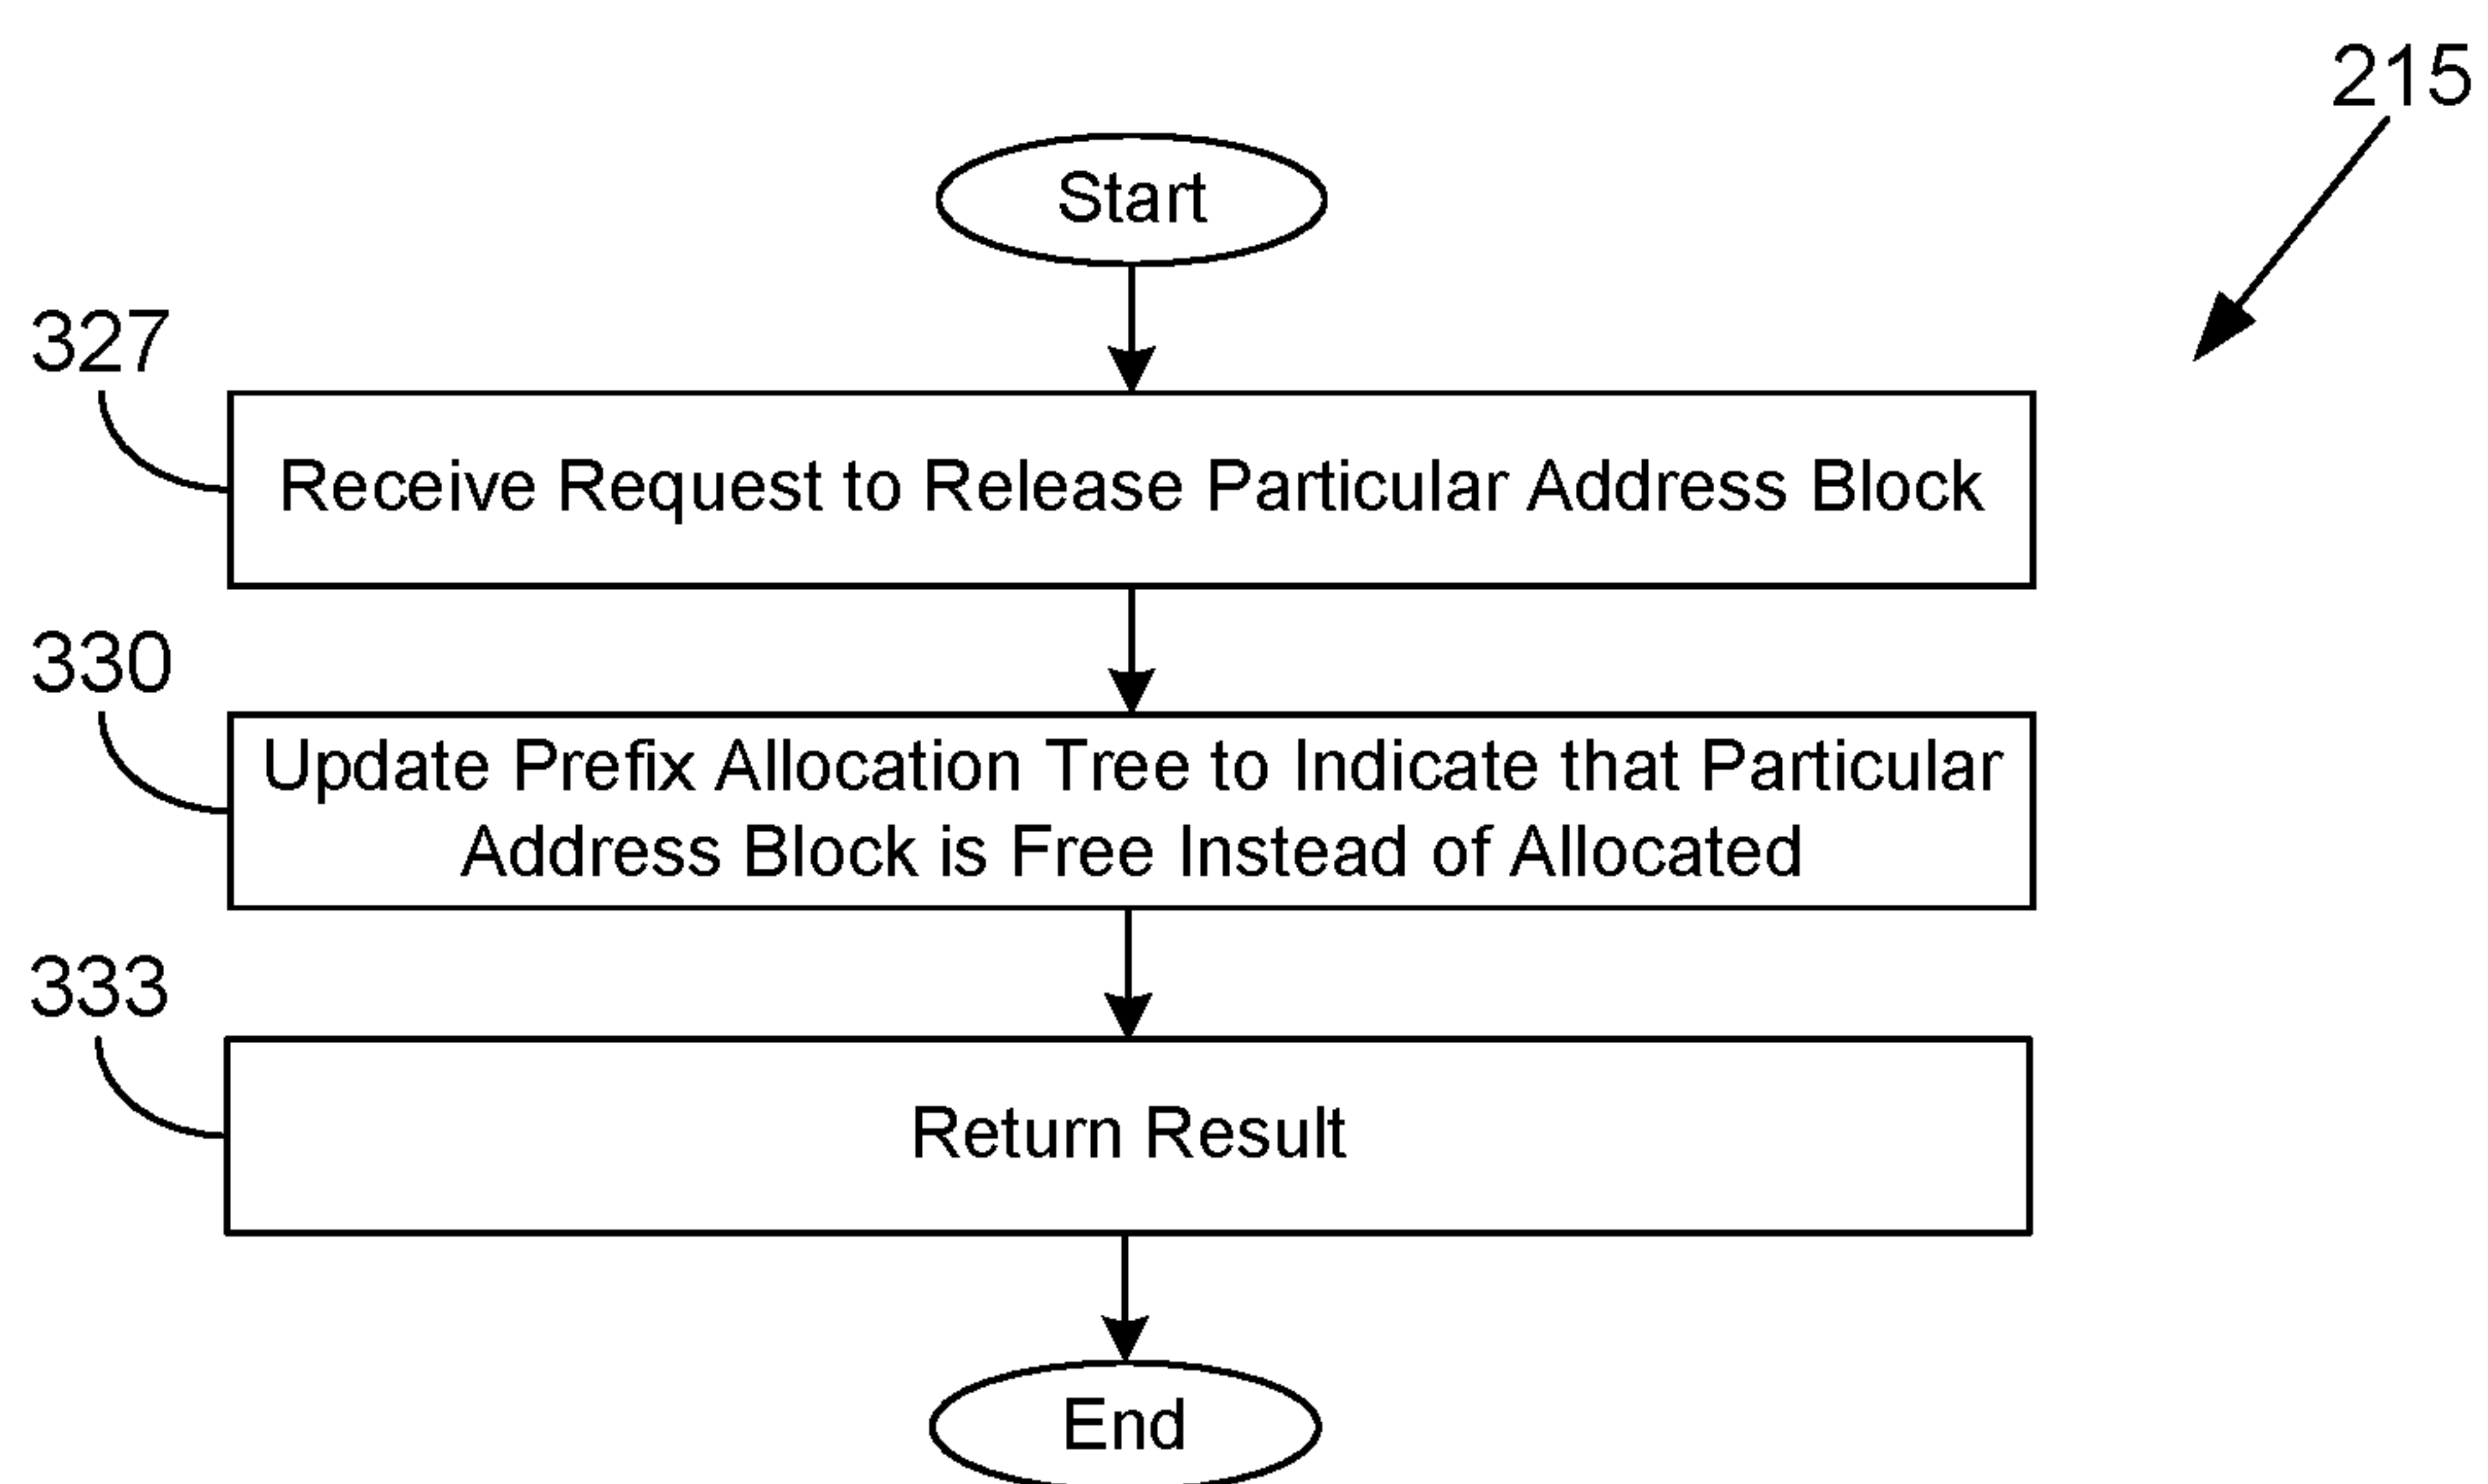 215
Start
327
Receive Request to Release Particular Address Block
330
Update Prefix Allocation Tree to Indicate that Particular
Address Block is Free Instead of Allocated
333
Return Result
End